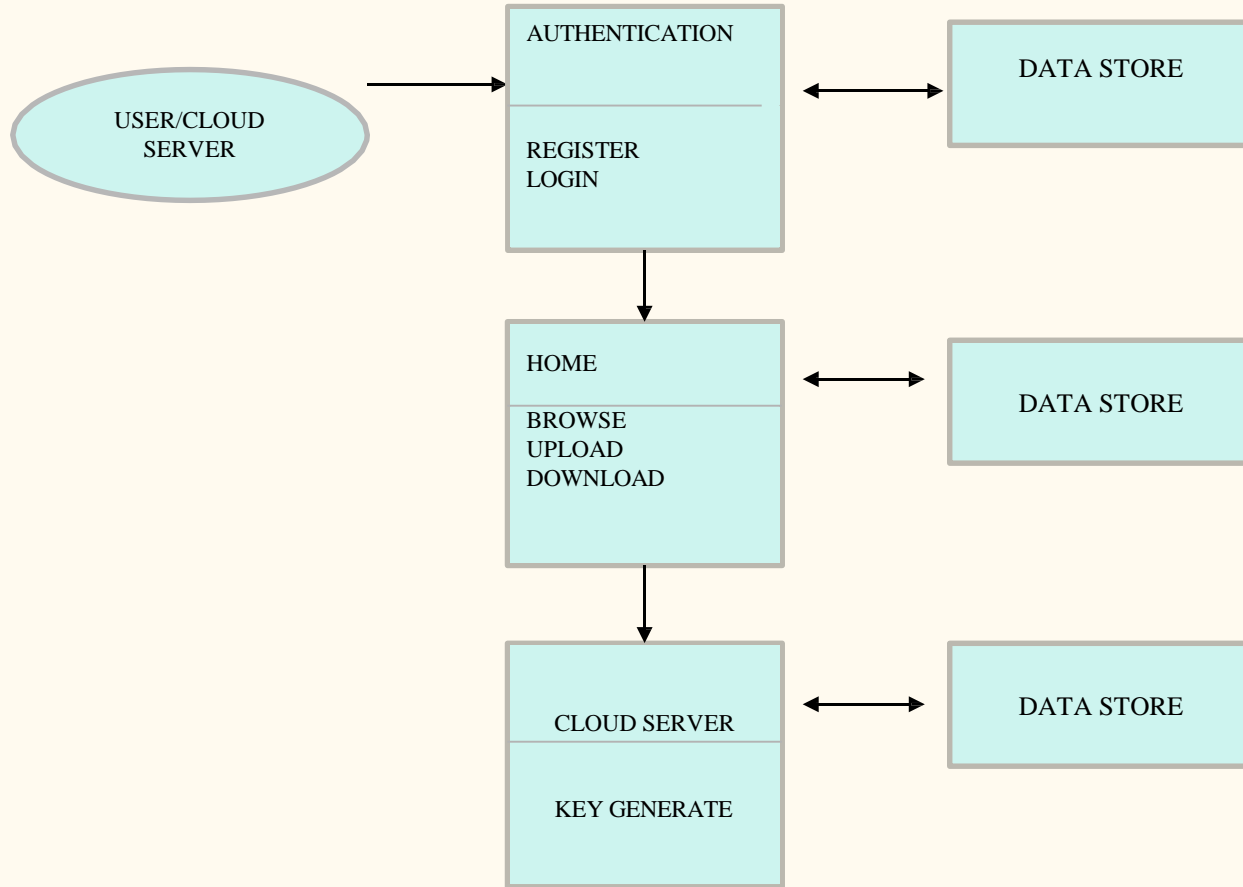 USER/CLOUD
SERVER
AUTHENTICATION
REGISTER
LOGIN
DATA STORE
HOME
BROWSE
UPLOAD
DOWNLOAD
DATA STORE
CLOUD SERVER
KEY GENERATE
DATA STORE